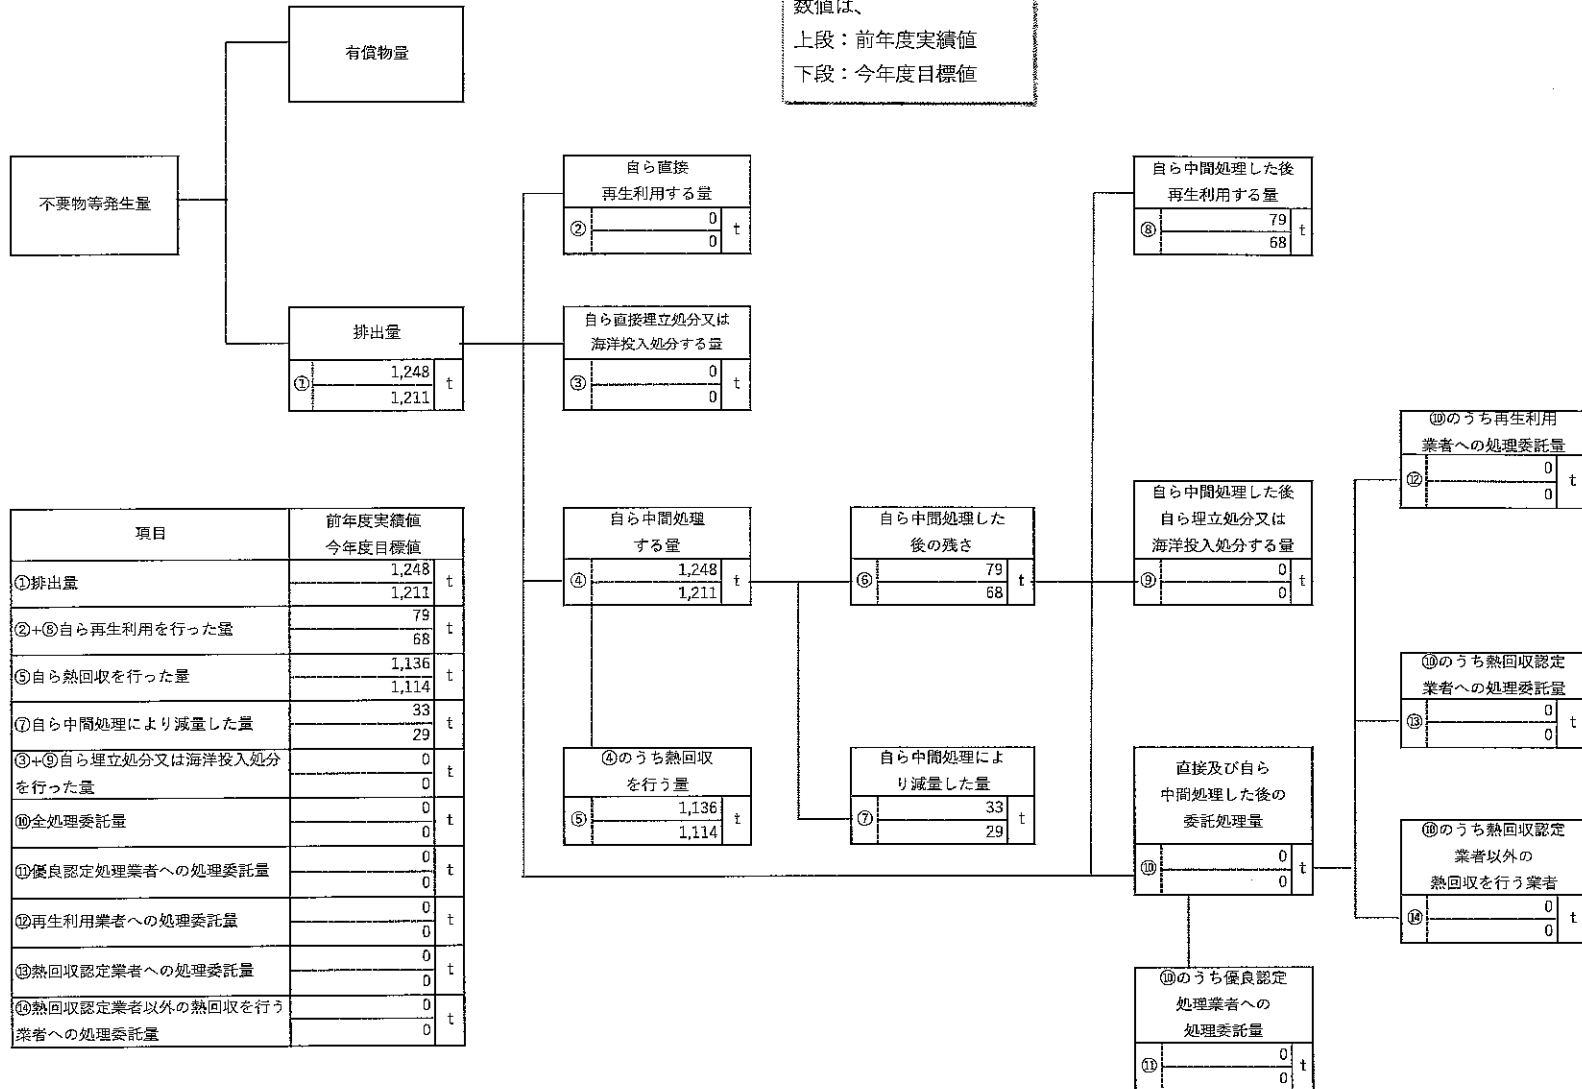 数値は、
上段：前年度実績値
下段：今年度目標値
有償物量
不要物等発生量
排出量
① 1,248 t
1,211
自ら直接
再生利用する量
② 0 t
0
自ら直接埋立処分又は
海洋投入処分する量
③ 0 t
0
自ら中間処理
する量
④ 1,248 t
1,211
④のうち熱回収
を行う量
⑤ 1,136 t
1,114
自ら中間処理した
後の残さ
⑥ 79 t
68
自ら中間処理によ
り減量した量
⑦ 33 t
29
自ら中間処理した後
再生利用する量
⑧ 79 t
68
自ら中間処理した後
自ら埋立処分又は
海洋投入処分する量
⑨ 0 t
0
直接及び自ら
中間処理した後の
委託処理量
⑩ 0 t
0
⑩のうち優良認定
処理業者への
処理委託量
⑪ 0 t
0
⑩のうち再生利用
業者への処理委託量
⑫ 0 t
0
⑩のうち熱回収認定
業者への処理委託量
⑬ 0 t
0
⑩のうち熱回収認定
業者以外の
熱回収を行う業者
⑭ 0 t
0
項目 前年度実績値
今年度目標値
①排出量 1,248 t
1,211
②+⑧自ら再生利用を行った量 79 t
68
⑤自ら熱回収を行った量 1,136 t
1,114
⑦自ら中間処理により減量した量 33 t
29
③+⑨自ら埋立処分又は海洋投入処分 0 t
を行った量 0
⑩全処理委託量 0 t
0
⑪優良認定処理業者への処理委託量 0 t
0
⑫再生利用業者への処理委託量 0 t
0
⑬熱回収認定業者への処理委託量 0 t
0
⑭熱回収認定業者以外の熱回収を行う 0 t
業者への処理委託量 0